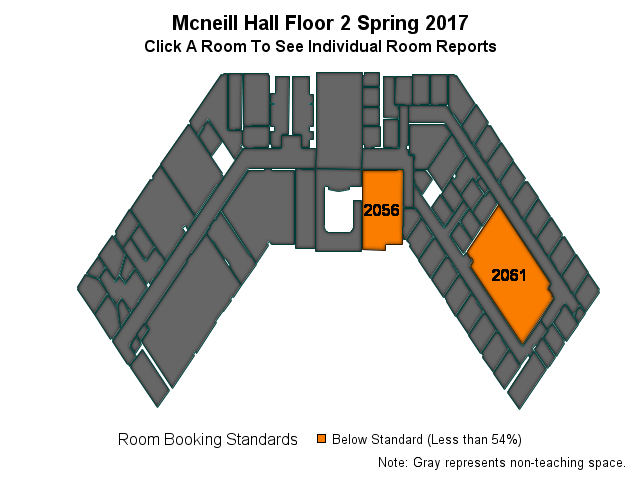 Mcneill Hall Floor 2 Spring 2017
Click A Room To See Individual Room Reports
2056
2061
Room Booking Standards
Below Standard (Less than 54%)
Note: Gray represents non-teaching space.